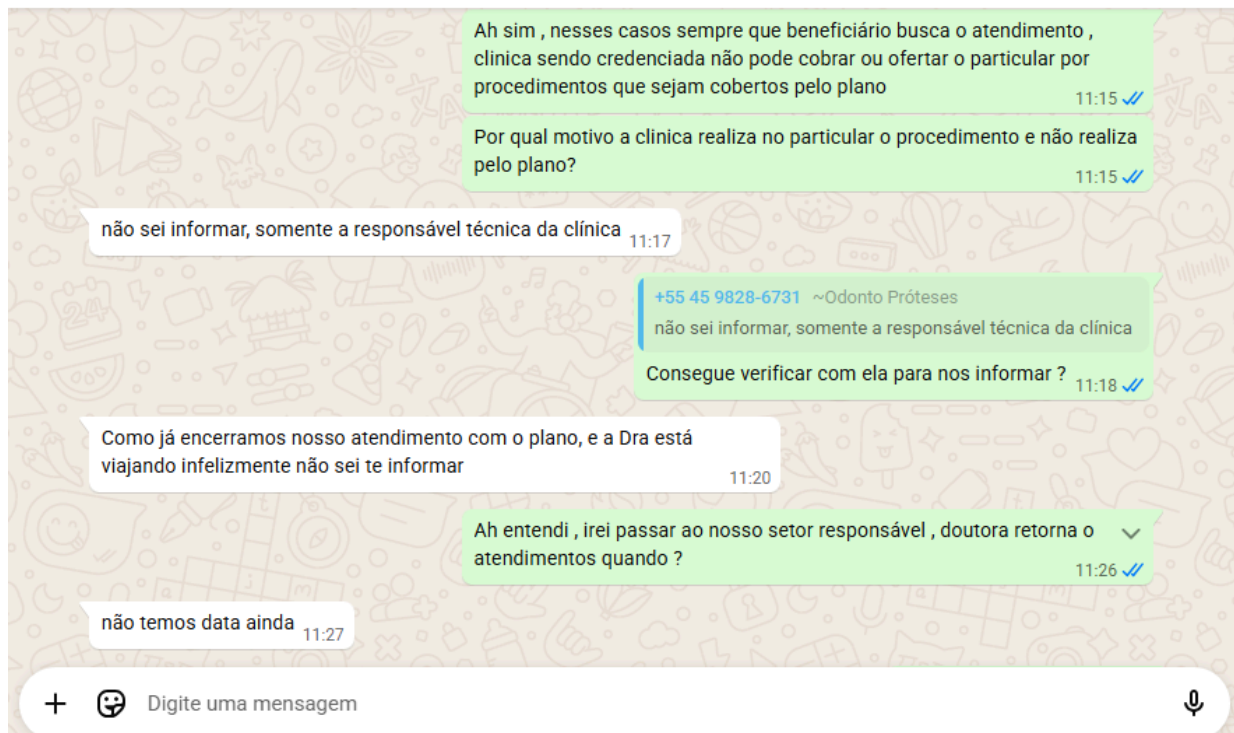 Ah sim , nesses casos sempre que beneficiário busca o atendimento ,
clinica sendo credenciada não pode cobrar ou ofertar o particular por
procedimentos que sejam cobertos pelo plano
11:15
Por qual motivo a clinica realiza no particular o procedimento e não realiza
pelo plano?
11:15
não sei informar, somente a responsável técnica da clínica 11:17
+55 45 9828-6731 ~Odonto Próteses
não sei informar, somente a responsável técnica da clínica
Consegue verificar com ela para nos informar ? 11:18
Como já encerramos nosso atendimento com o plano, e a Dra está
viajando infelizmente não sei te informar
11:20
Ah entendi , irei passar ao nosso setor responsável , doutora retorna o
atendimentos quando ?
11:26
não temos data ainda 11:27
Digite uma mensagem